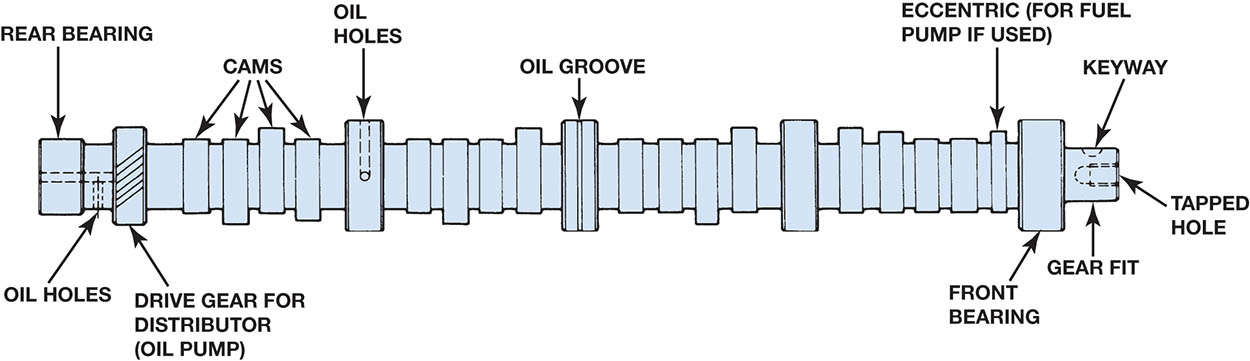 REAR BEARING
CAMS
OIL
HOLES
OIL GROOVE
ECCENTRIC (FOR FUEL
PUMP IF USED)
KEYWAY
TAPPED
HOLE
GEAR FIT
FRONT
BEARING
OIL HOLES
DRIVE GEAR FOR
DISTRIBUTOR
(OIL PUMP)